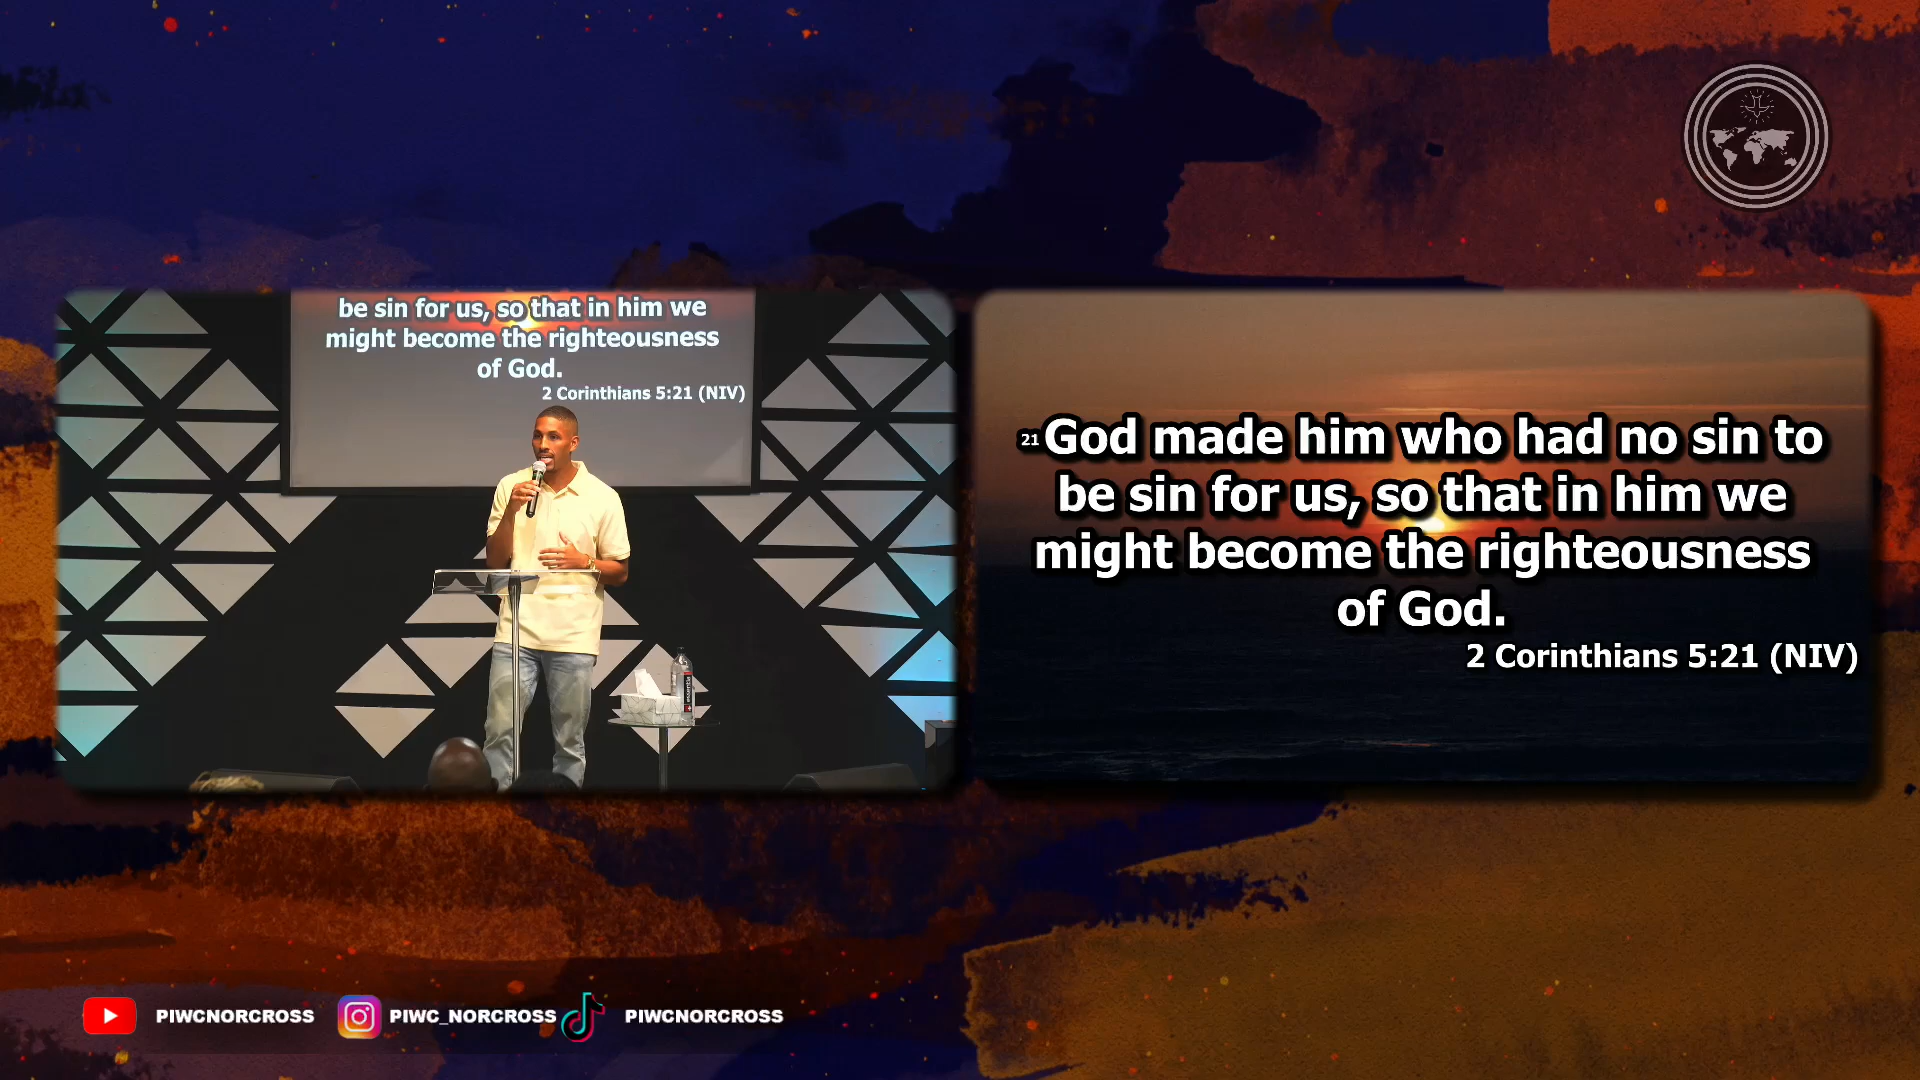 be sin for us, so that in him we
might become the righteousness
of God.
2 Corinthians 5:21 (NIV)
21 God made him who had no sin to
be sin for us, so that in him we
might become the righteousness
of God.
2 Corinthians 5:21 (NIV)
essentia
PIWCNORCROSS
PIWC_NORCROSS
PIWCNORCROSS